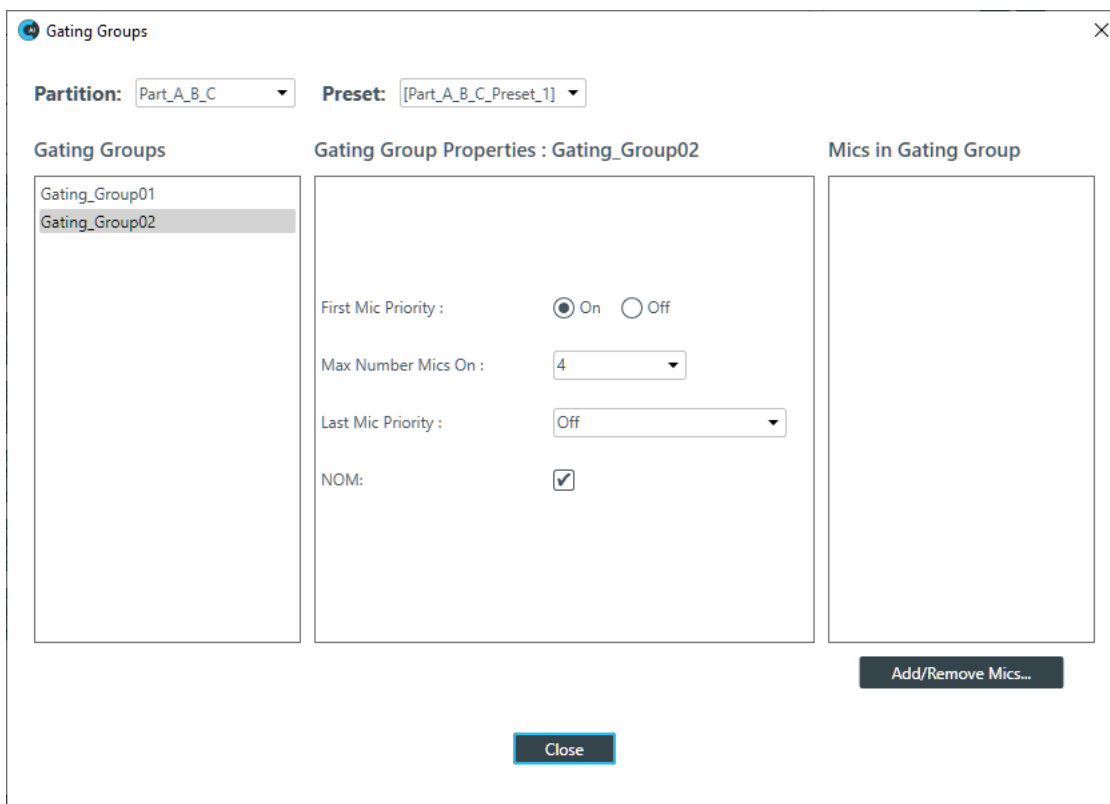 Gating Groups
Partition: Part_A_B_C Preset: [Part_A_B_C_Preset_1]
Gating Groups Gating Group Properties : Gating_Group02 Mics in Gating Group
Gating_Group01
Gating_Group02
First Mic Priority : On Off
Max Number Mics On : 4
Last Mic Priority : Off
NOM:
Add/Remove Mics...
Close